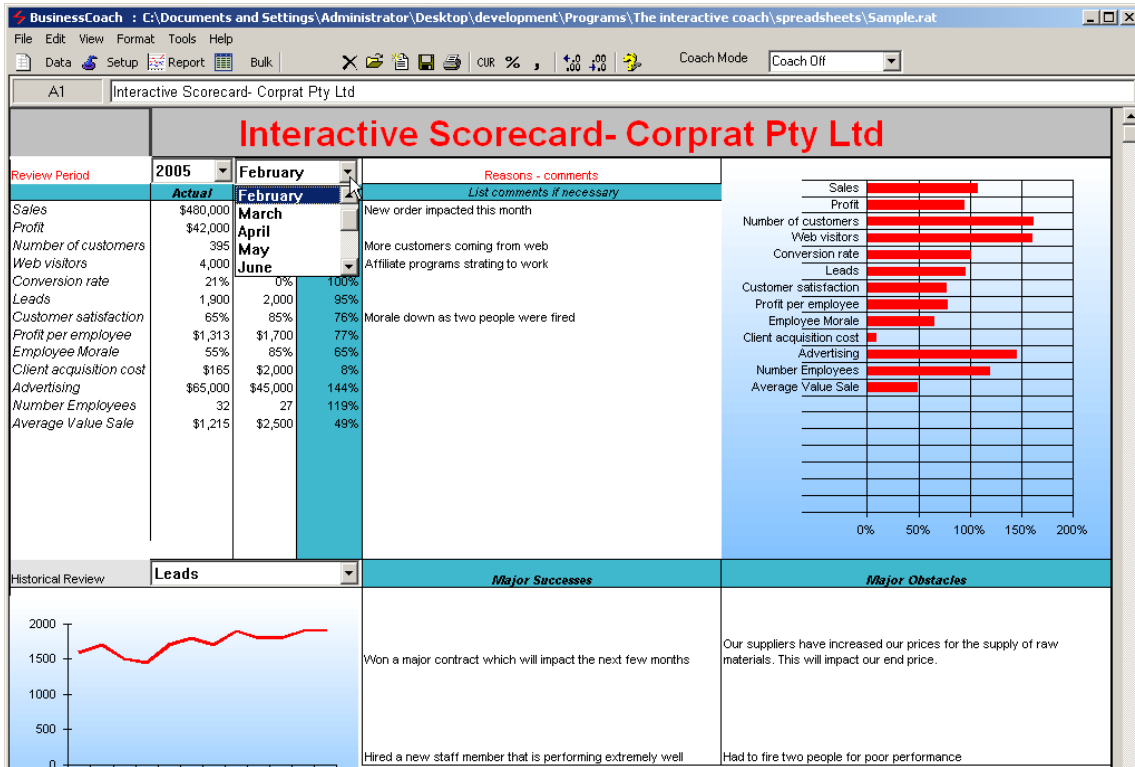 BusinessCoach : C:\Documents and Settings\Administrator\Desktop\development\Programs\The interactive coach\spreadsheets\Sample.rat
File Edit View Format Tools Help
Data Setup Report Bulk CUR % , Coach Mode Coach Off
A1 Interactive Scorecard- Corprat Pty Ltd
Interactive Scorecard- Corprat Pty Ltd
Review Period 2005 February Reasons - comments
Actual List comments if necessary
February
March
April
May
June
Sales $480,000 New order impacted this month
Profit $42,000
Number of customers 395 More customers coming from web
Web visitors 4,000 Affiliate programs strating to work
Conversion rate 21% 0% 100%
Leads 1,900 2,000 95%
Customer satisfaction 65% 85% 76% Morale down as two people were fired
Profit per employee $1,313 $1,700 77%
Employee Morale 55% 85% 65%
Client acquisition cost $165 $2,000 8%
Advertising $65,000 $45,000 144%
Number Employees 32 27 119%
Average Value Sale $1,215 $2,500 49%
Sales
Profit
Number of customers
Web visitors
Conversion rate
Leads
Customer satisfaction
Profit per employee
Employee Morale
Client acquisition cost
Advertising
Number Employees
Average Value Sale
0% 50% 100% 150% 200%
Historical Review Leads Major Successes Major Obstacles
2000
1500
1000
500
0
Won a major contract which will impact the next few months
Our suppliers have increased our prices for the supply of raw
materials. This will impact our end price.
Hired a new staff member that is performing extremely well
Had to fire two people for poor performance